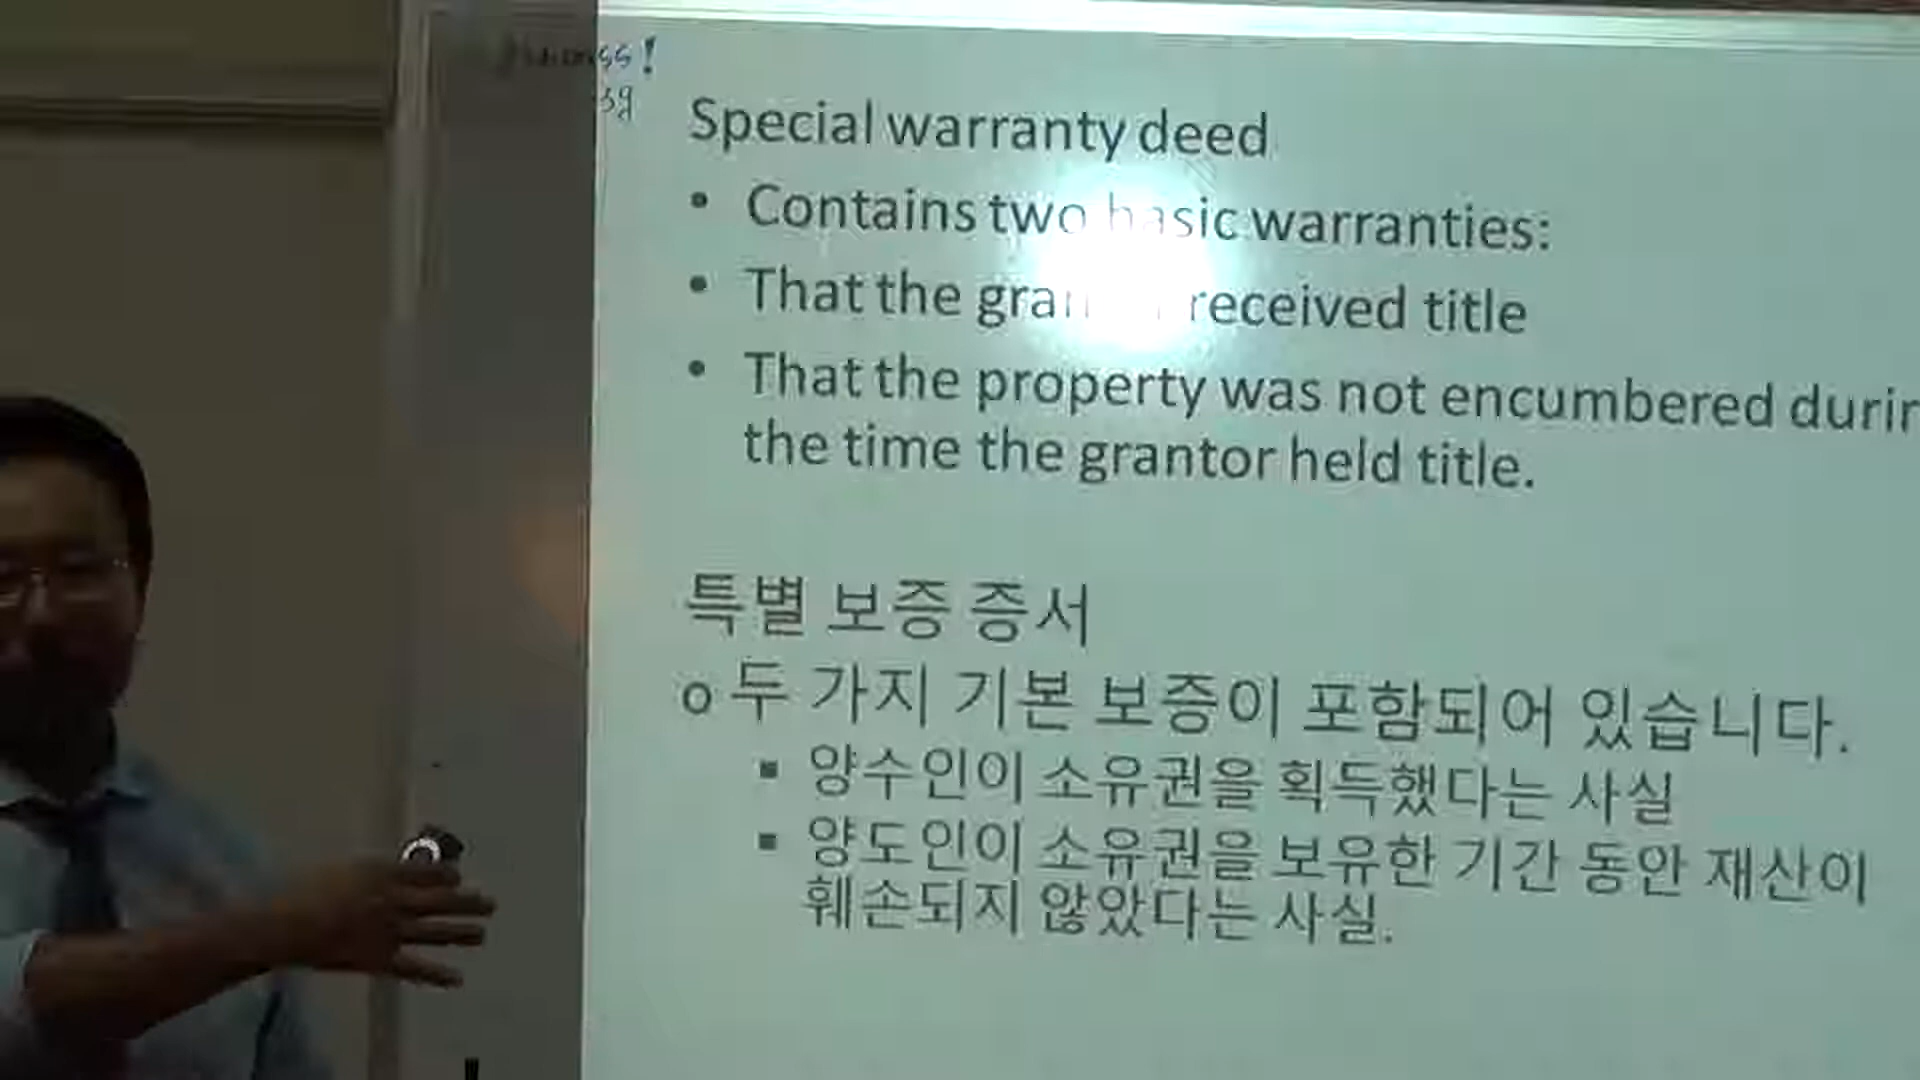 Special warranty deed
• Contains two basic warranties:
• That the received title
• That the property was not encumbered
the time the grantor held title.
특별 보증 증서
o 두 가지 기본 보증이 포함되어 있습니다.
▪ 양수인이 소유권을 획득했다는 사실
▪ 양도인이 소유권을 보유한 기간 동안 재산이
훼손되지 않았다는 사실.